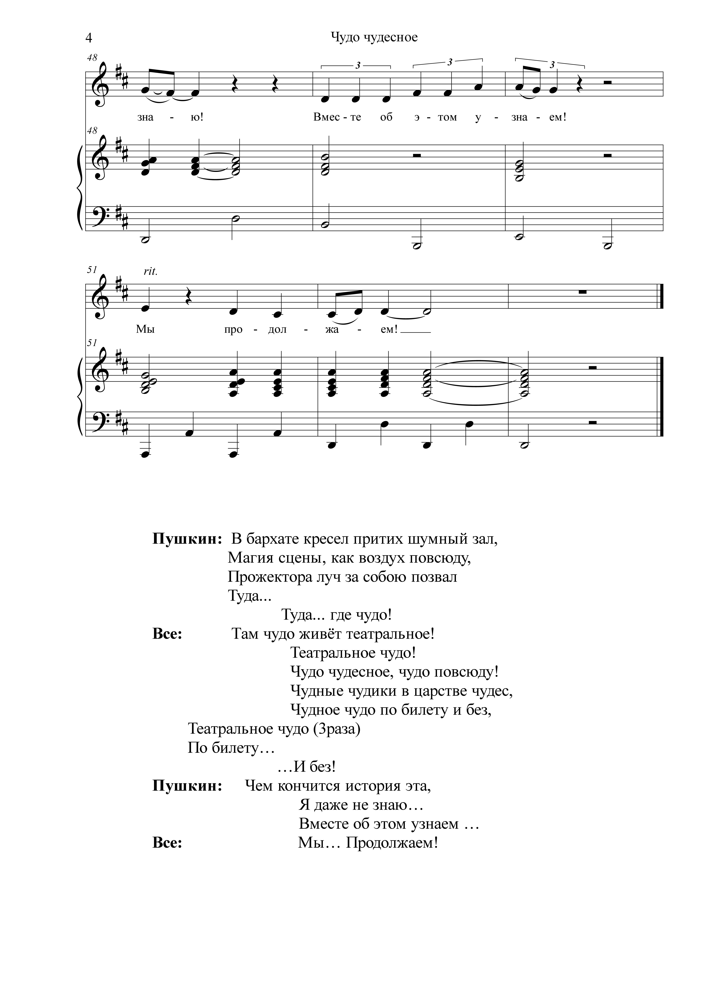 4 Чудо чудесное
48
3 3 3
зна - ю! Вмес - те об э - том у - зна - ем!
48
51 rit.
Мы про - дол - жа - ем!
51
Пушкин: В бархате кресел притих шумный зал,
Магия сцены, как воздух повсюду,
Прожектора луч за собою позвал
Туда...
Туда... где чудо!
Все: Там чудо живёт театральное!
Театральное чудо!
Чудо чудесное, чудо повсюду!
Чудные чудики в царстве чудес,
Чудное чудо по билету и без,
Театральное чудо (3раза)
По билету…
…И без!
Пушкин: Чем кончится история эта,
Я даже не знаю…
Вместе об этом узнаем …
Все: Мы… Продолжаем!